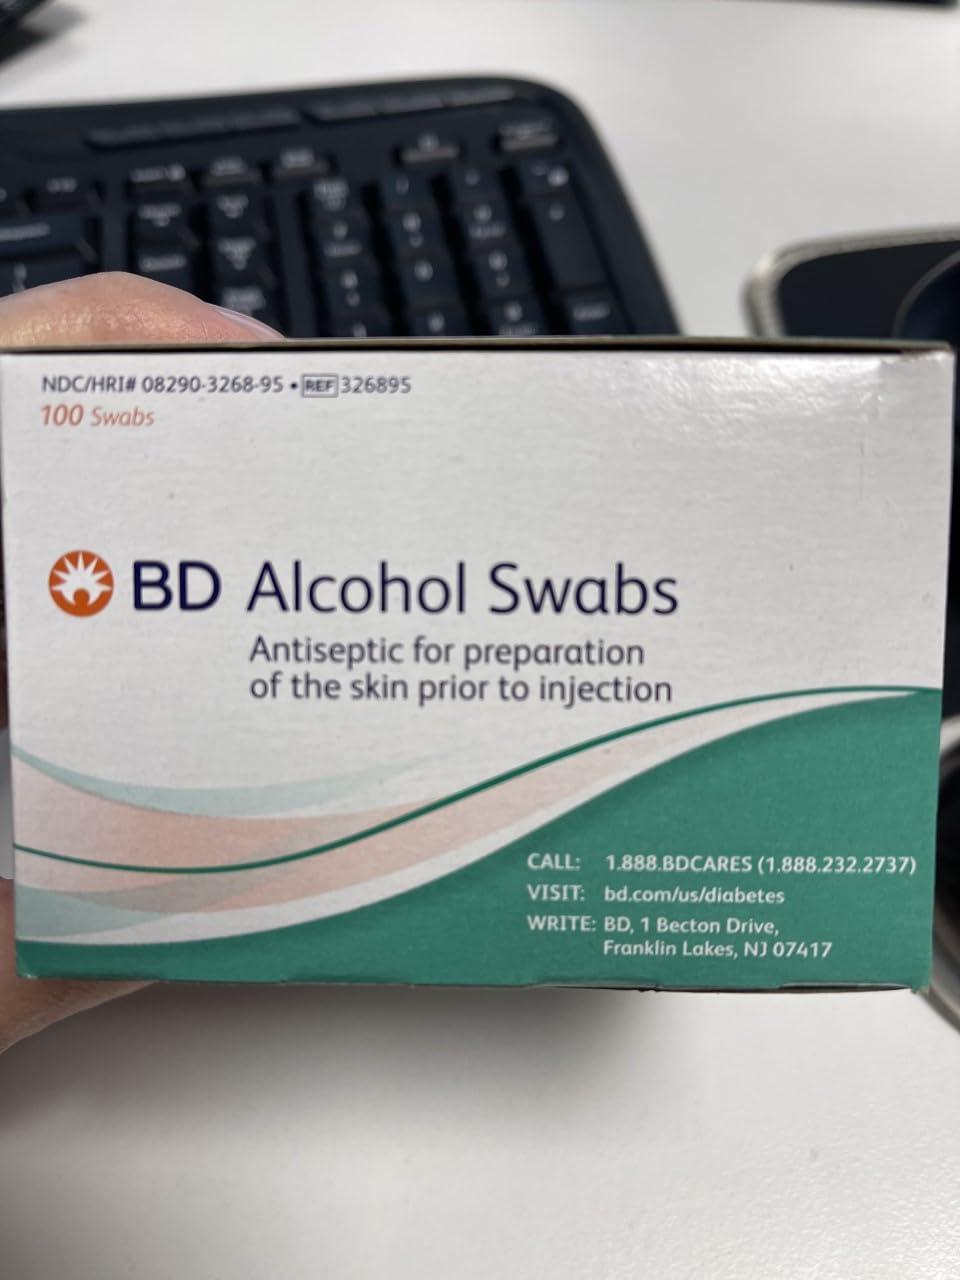 NDC/HRI# 08290-3268-95 • REF 326895
100 Swabs
BD Alcohol Swabs
Antiseptic for preparation
of the skin prior to injection
CALL: 1.888.BDCARES (1.888.232.2737)
VISIT: bd.com/us/diabetes
WRITE: BD, 1 Becton Drive,
Franklin Lakes, NJ 07417